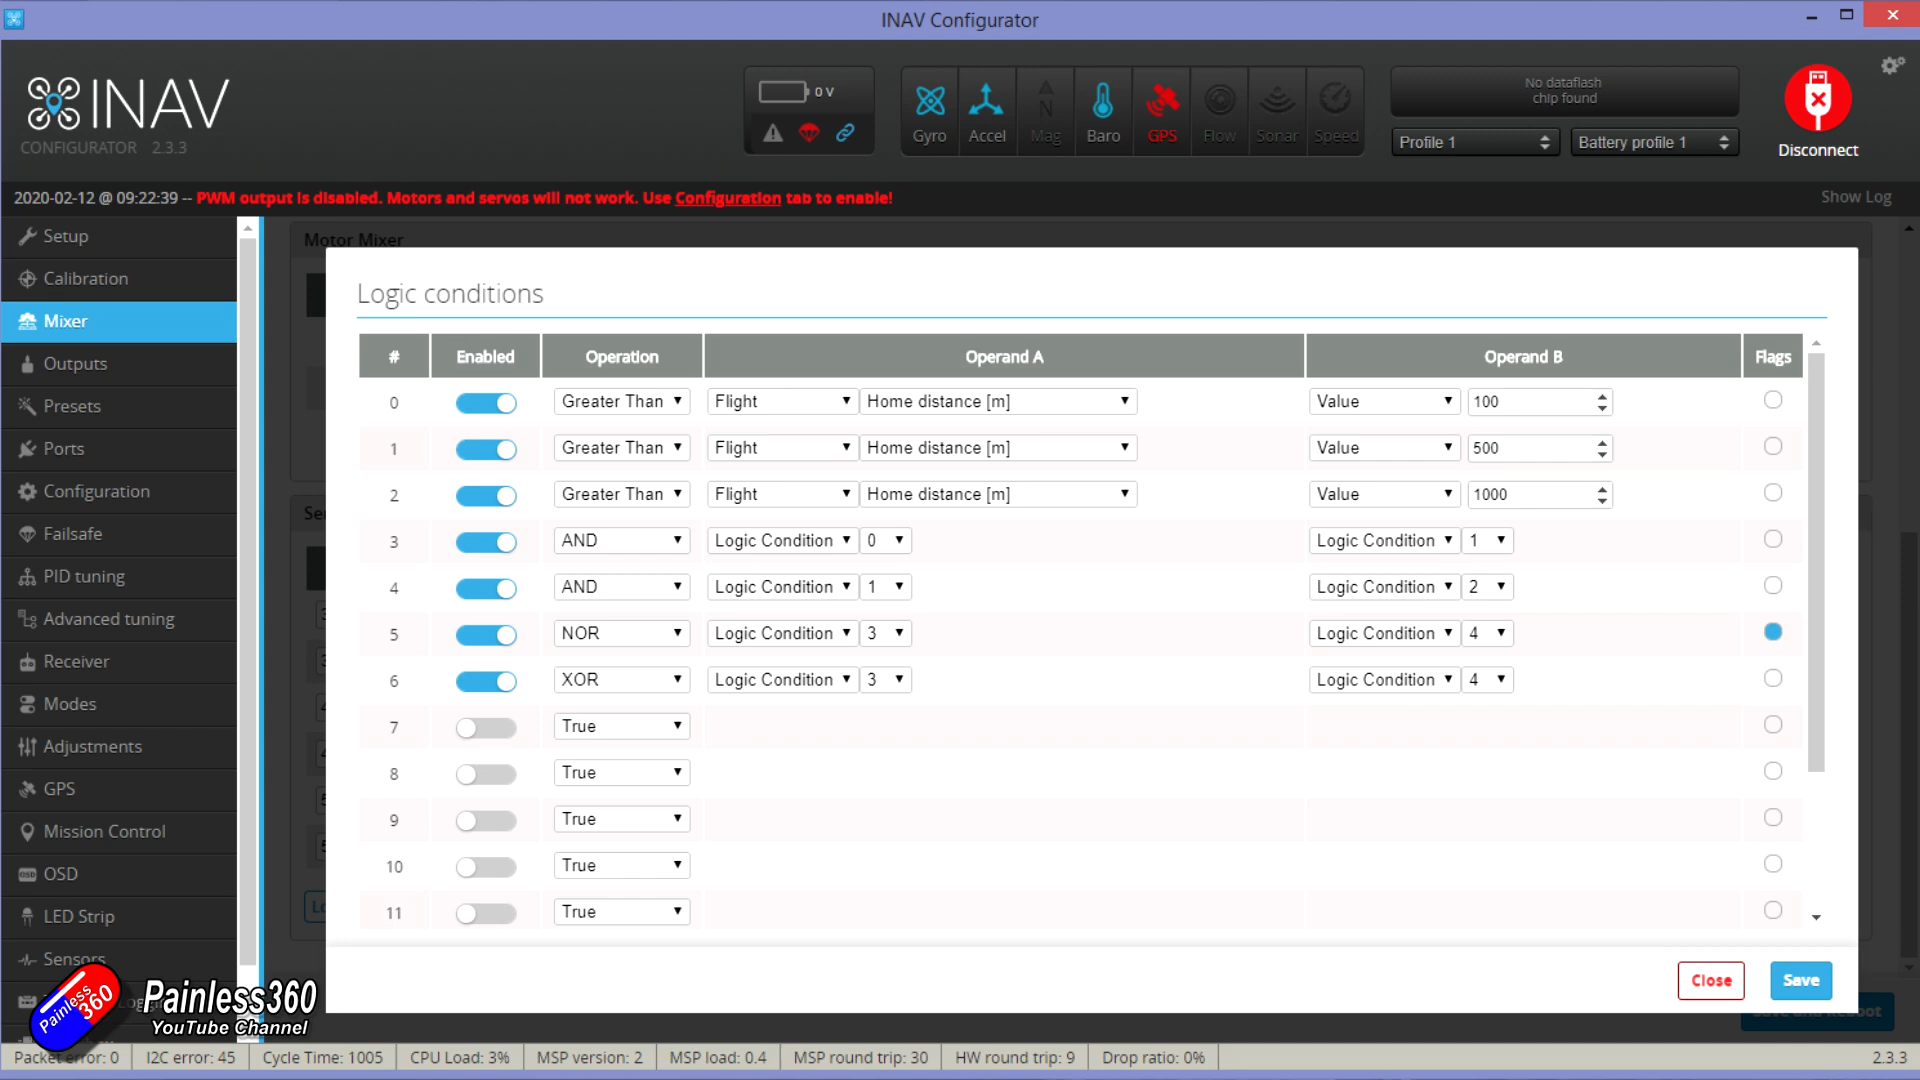 INAV Configurator
INAV
CONFIGURATOR 2.3.3
0 V
Gyro
Accel
Mag
Baro
GPS
Flow
Sonar
Speed
No dataflash
chip found
Profile 1
Battery profile 1
Disconnect
2020-02-12 @ 09:22:39 -- PWM output is disabled. Motors and servos will not work. Use Configuration tab to enable!
Show Log
Setup
Calibration
Mixer
Outputs
Presets
Ports
Configuration
Failsafe
PID tuning
Advanced tuning
Receiver
Modes
Adjustments
GPS
Mission Control
OSD
LED Strip
Sensors
Motor Mixer
Logic conditions
# Enabled Operation Operand A Operand B Flags
0 Greater Than Flight Home distance [m] Value 100
1 Greater Than Flight Home distance [m] Value 500
2 Greater Than Flight Home distance [m] Value 1000
3 AND Logic Condition 0 Logic Condition 1
4 AND Logic Condition 1 Logic Condition 2
5 NOR Logic Condition 3 Logic Condition 4
6 XOR Logic Condition 3 Logic Condition 4
7 True
8 True
9 True
10 True
11 True
Close
Save
Painless360
Painless360
YouTube Channel
Packet error: 0
I2C error: 45
Cycle Time: 1005
CPU Load: 3%
MSP version: 2
MSP load: 0.4
MSP round trip: 30
HW round trip: 9
Drop ratio: 0%
2.3.3